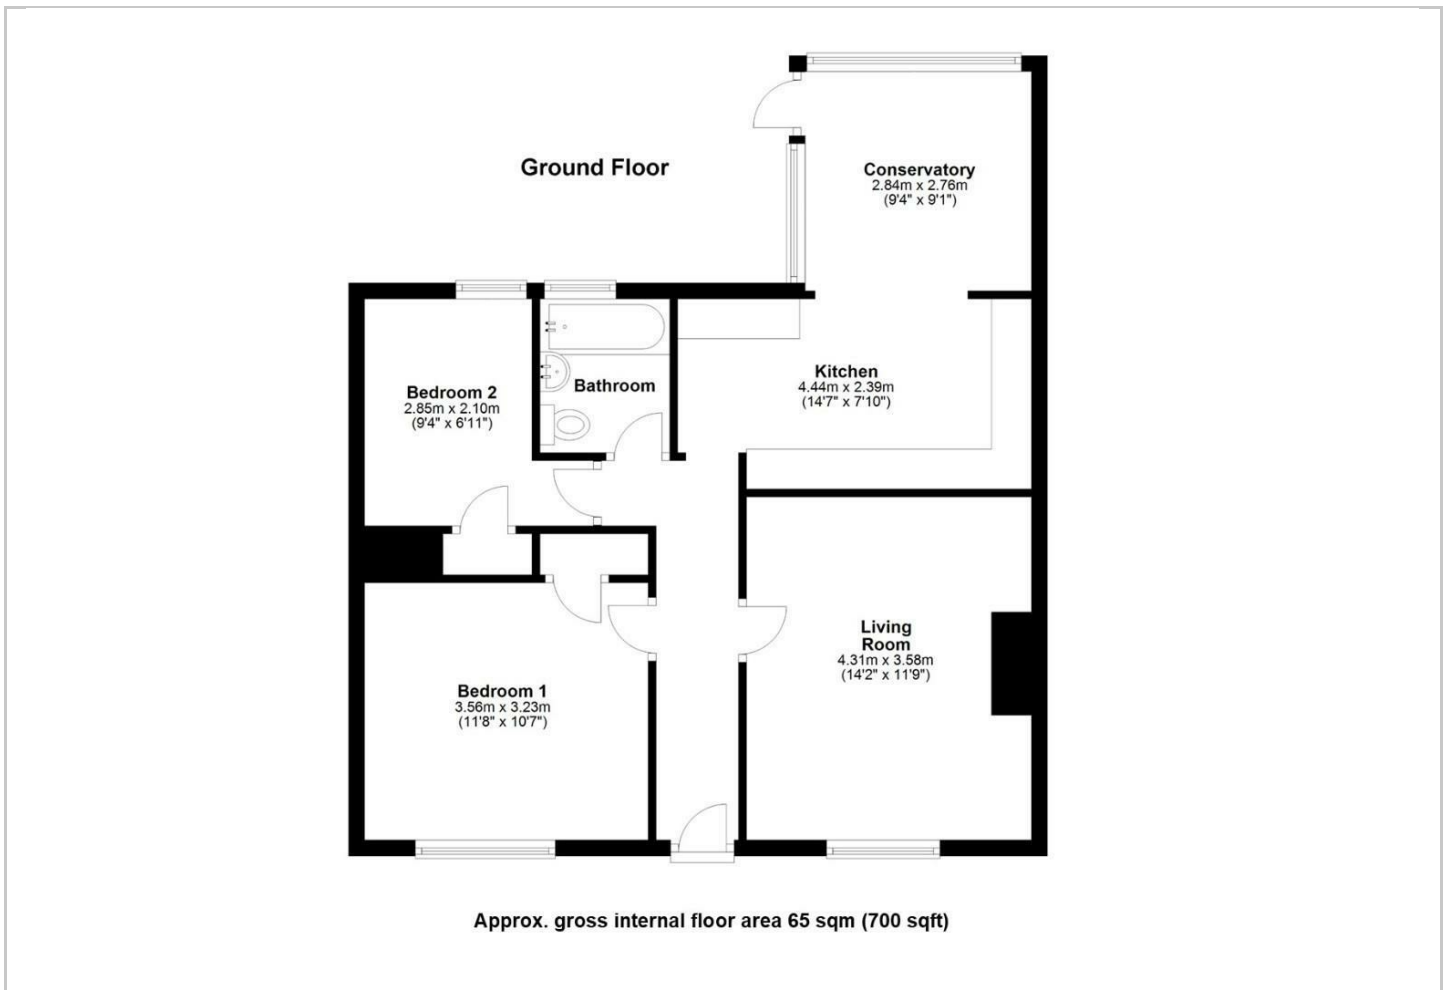 Ground Floor
Conservatory
2.84m x 2.76m
(9'4" x 9'1")
Kitchen
4.44m x 2.39m
(14'7" x 7'10")
Bathroom
Bedroom 2
2.85m x 2.10m
(9'4" x 6'11")
Living
Room
4.31m x 3.58m
(14'2" x 11'9")
Bedroom 1
3.56m x 3.23m
(11'8" x 10'7")
Approx. gross internal floor area 65 sqm (700 sqft)